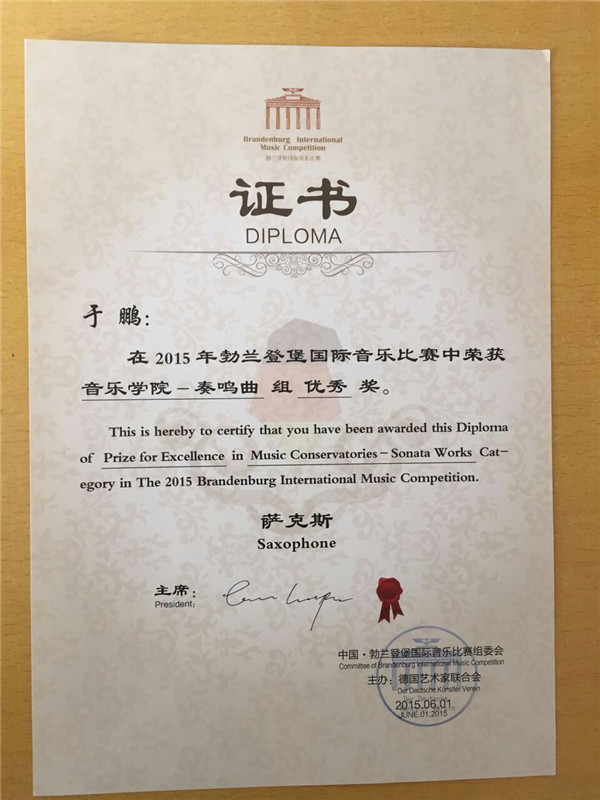 Brandenburg International
Music Competition
勃兰登堡国际音乐比赛
证书
DIPLOMA
于 鹏：
在 2015 年勃兰登堡国际音乐比赛中荣获
音乐学院－奏鸣曲 组 优秀 奖。
This is hereby to certify that you have been awarded this Diploma
of Prize for Excellence in Music Conservatories－Sonata Works Cat-
egory in The 2015 Brandenburg International Music Competition.
萨克斯
Saxophone
主席：
President:
中国·勃兰登堡国际音乐比赛组委会
Committee of Brandenburg International Music Competition
主办：德国艺术家联合会
Der Deutsche Künstler Verein
2015.06.01
JUNE.01.2015